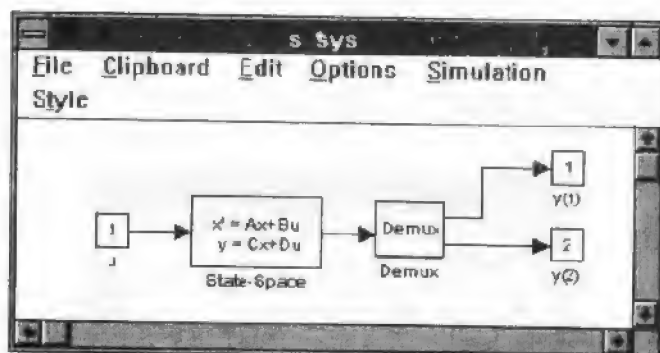 s sys
File Clipboard Edit Options Simulation
Style
1
x' = Ax+Bu
y = Cx+Du
State-Space
Demux
Demux
1
y(1)
2
y(2)